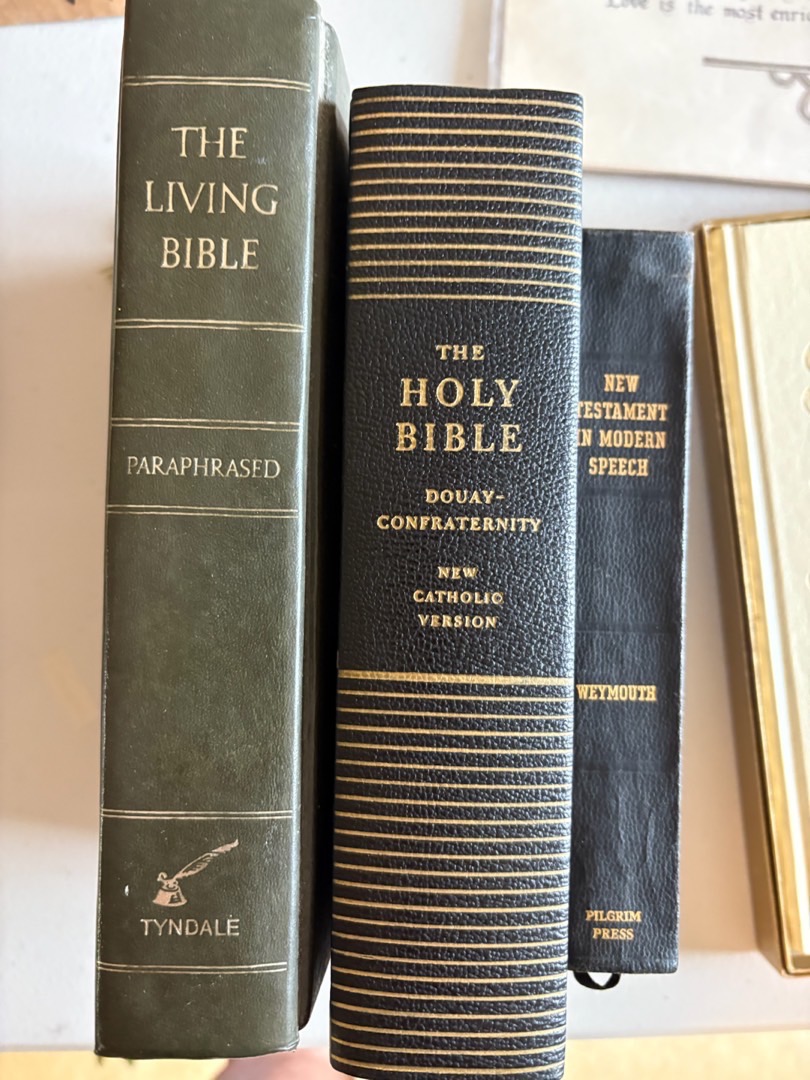 Love is the most
THE
LIVING
BIBLE
PARAPHRASED
TYNDALE
THE
HOLY
BIBLE
DOUAY-
CONFRATERNITY
NEW
CATHOLIC
VERSION
NEW
TESTAMENT
IN MODERN
SPEECH
WEYMOUTH
PILGRIM
PRESS